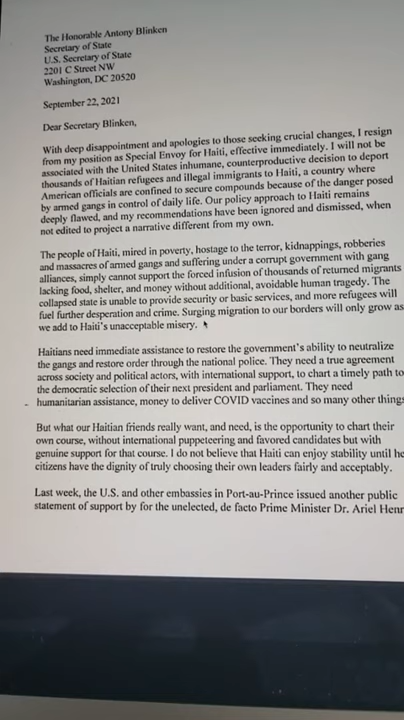 The Honorable Antony Blinken
Secretary of State
U.S. Secretary of State
2201 C Street NW
Washington, DC 20520
September 22, 2021
Dear Secretary Blinken,
With deep disappointment and apologies to those seeking crucial changes, I resign
from my position as Special Envoy for Haiti, effective immediately. I will not be
associated with the United States inhumane, counterproductive decision to deport
thousands of Haitian refugees and illegal immigrants to Haiti, a country where
American officials are confined to secure compounds because of the danger posed
by armed gangs in control of daily life. Our policy approach to Haiti remains
deeply flawed, and my recommendations have been ignored and dismissed, when
not edited to project a narrative different from my own.
The people of Haiti, mired in poverty, hostage to the terror, kidnappings, robberies
and massacres of armed gangs and suffering under a corrupt government with gang
alliances, simply cannot support the forced infusion of thousands of returned migrants
lacking food, shelter, and money without additional, avoidable human tragedy. The
collapsed state is unable to provide security or basic services, and more refugees will
fuel further desperation and crime. Surging migration to our borders will only grow as
we add to Haiti's unacceptable misery.
Haitians need immediate assistance to restore the government's ability to neutralize
the gangs and restore order through the national police. They need a true agreement
across society and political actors, with international support, to chart a timely path to
the democratic selection of their next president and parliament. They need
humanitarian assistance, money to deliver COVID vaccines and so many other things
But what our Haitian friends really want, and need, is the opportunity to chart their
own course, without international puppeteering and favored candidates but with
genuine support for that course. I do not believe that Haiti can enjoy stability until he
citizens have the dignity of truly choosing their own leaders fairly and acceptably.
Last week, the U.S. and other embassies in Port-au-Prince issued another public
statement of support by for the unelected, de facto Prime Minister Dr. Ariel Henr